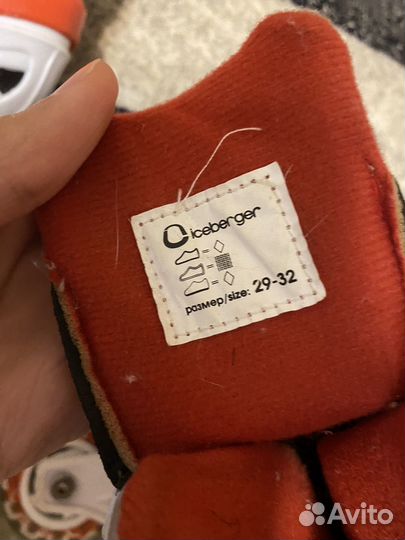 iceberger
=
=
=
размер/size: 29-32
Avito